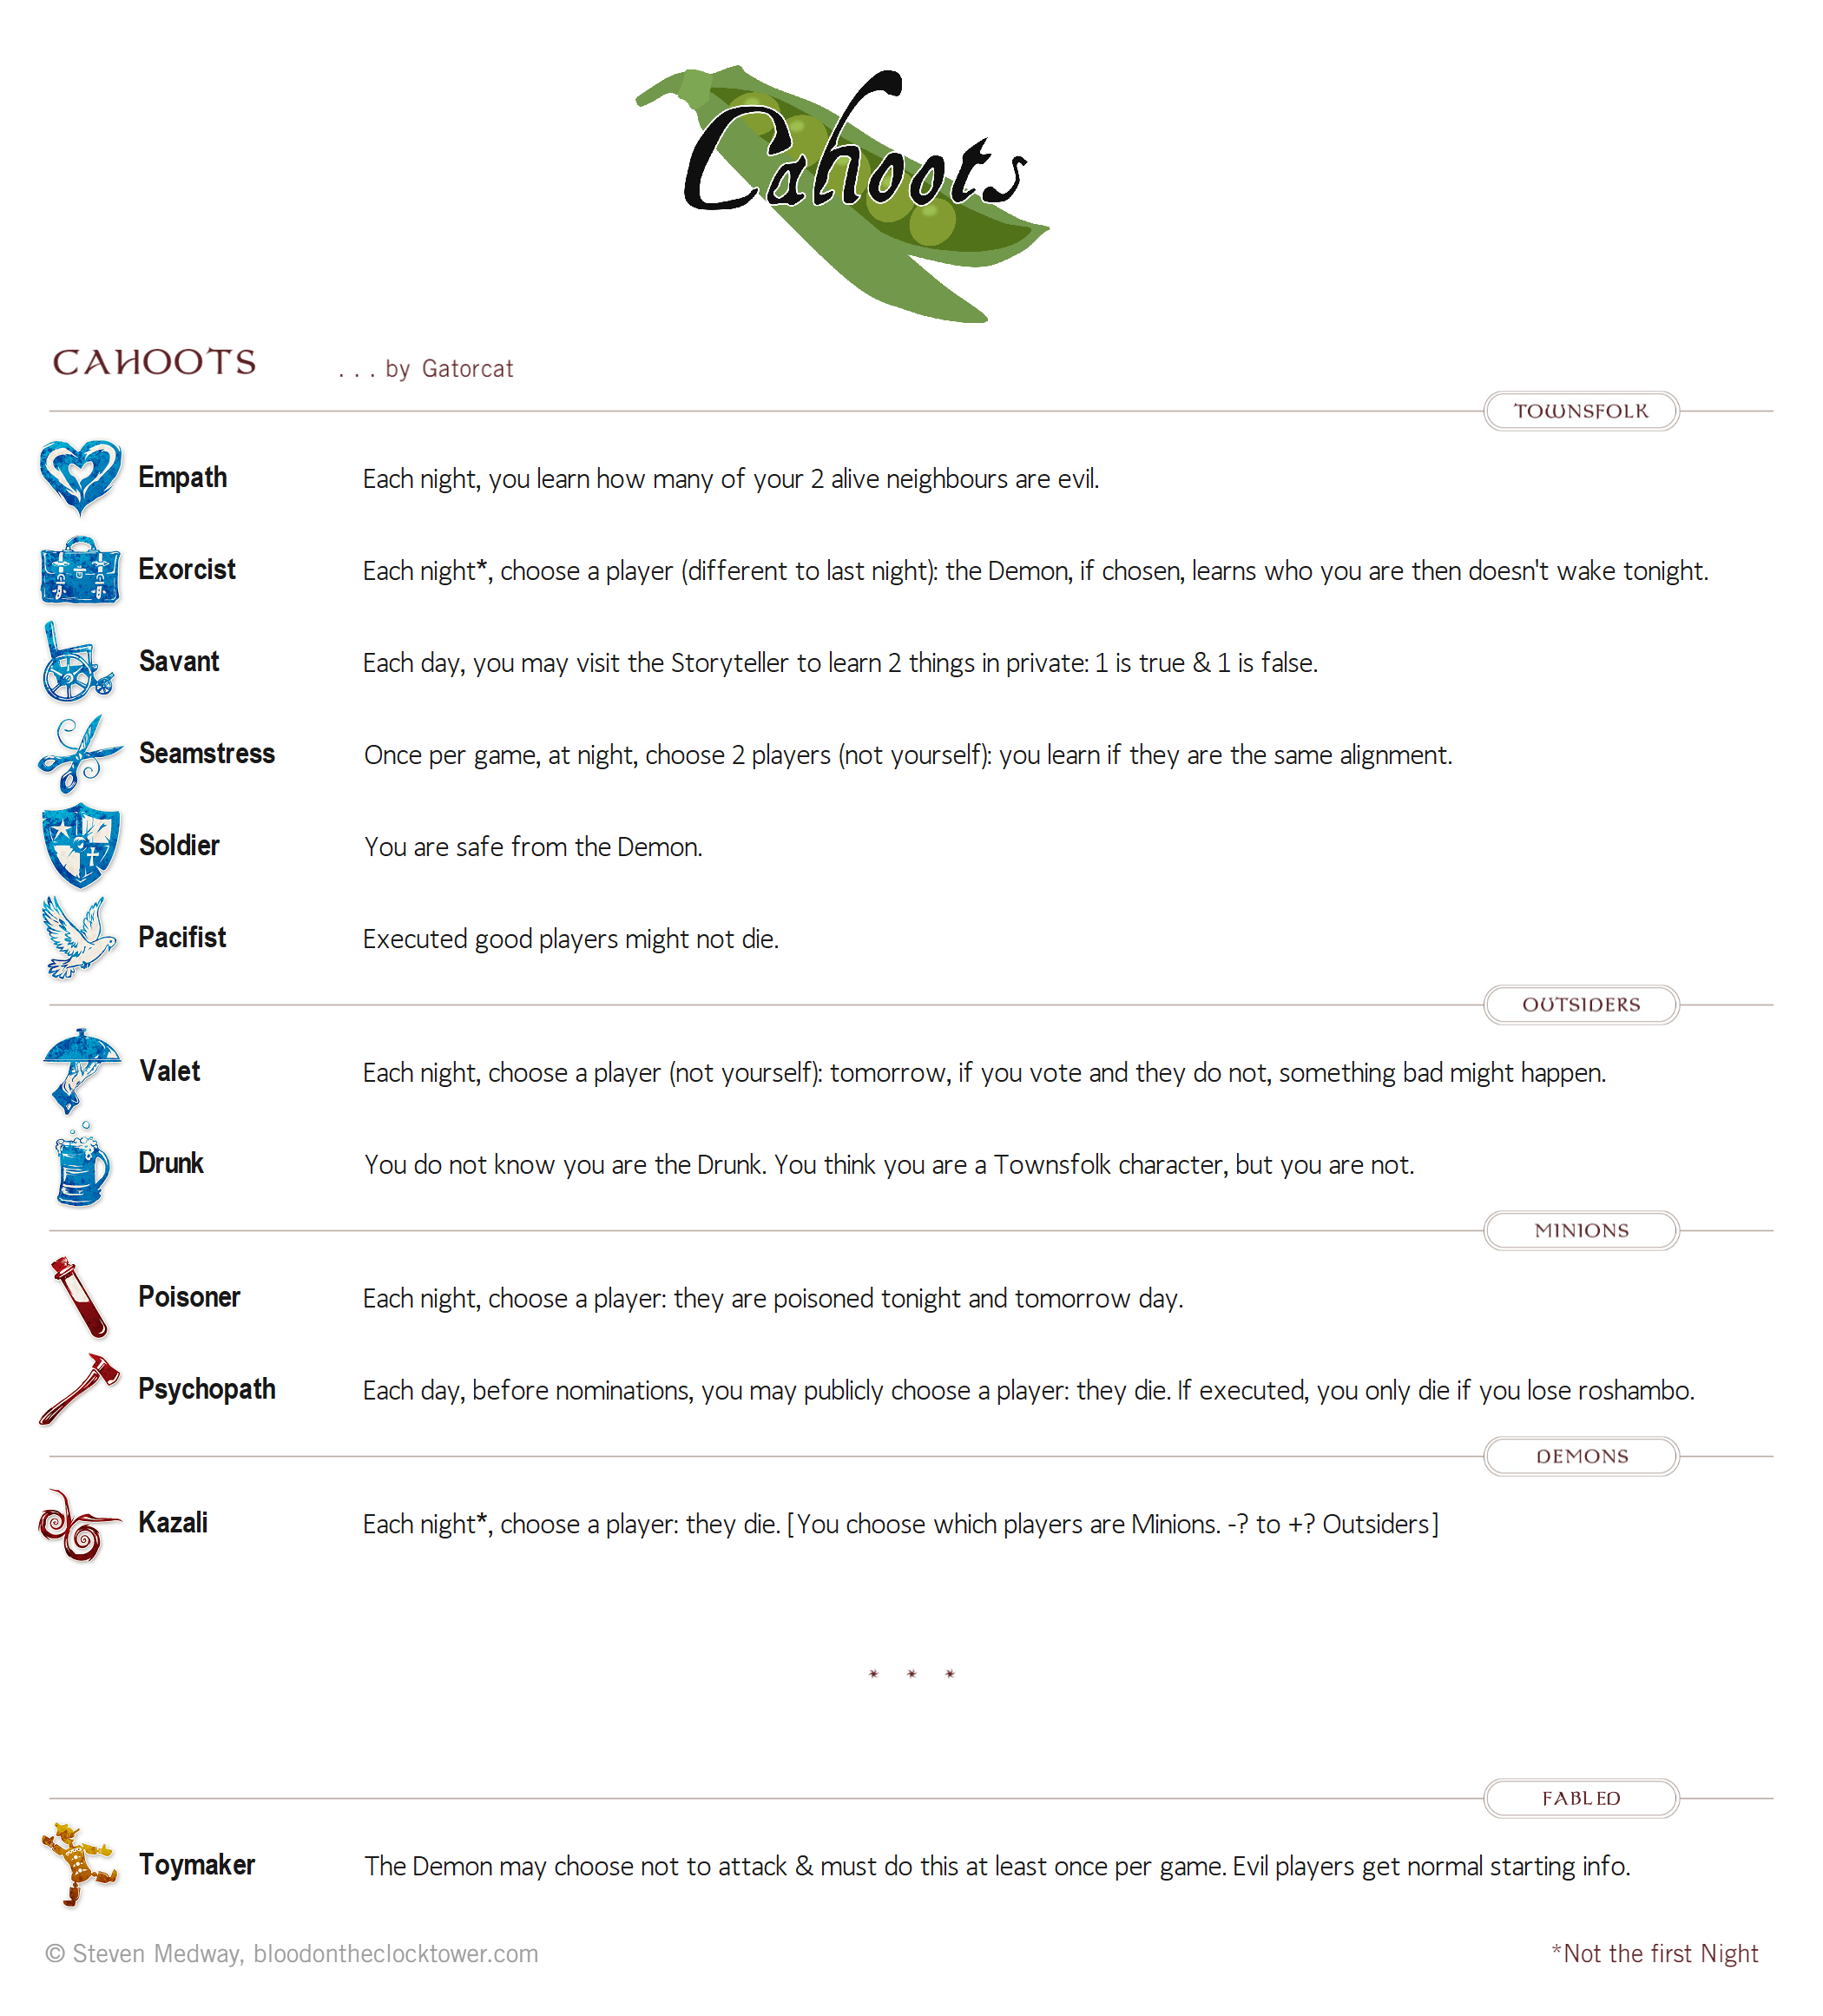 Cahoots
CAHOOTS ... by Gatorcat
TOWNSFOLK
Empath Each night, you learn how many of your 2 alive neighbours are evil.
Exorcist Each night*, choose a player (different to last night): the Demon, if chosen, learns who you are then doesn't wake tonight.
Savant Each day, you may visit the Storyteller to learn 2 things in private: 1 is true & 1 is false.
Seamstress Once per game, at night, choose 2 players (not yourself): you learn if they are the same alignment.
Soldier You are safe from the Demon.
Pacifist Executed good players might not die.
OUTSIDERS
Valet Each night, choose a player (not yourself): tomorrow, if you vote and they do not, something bad might happen.
Drunk You do not know you are the Drunk. You think you are a Townsfolk character, but you are not.
MINIONS
Poisoner Each night, choose a player: they are poisoned tonight and tomorrow day.
Psychopath Each day, before nominations, you may publicly choose a player: they die. If executed, you only die if you lose roshambo.
DEMONS
Kazali Each night*, choose a player: they die. [You choose which players are Minions. -? to +? Outsiders]
* * *
FABLED
Toymaker The Demon may choose not to attack & must do this at least once per game. Evil players get normal starting info.
© Steven Medway, bloodontheclocktower.com *Not the first Night